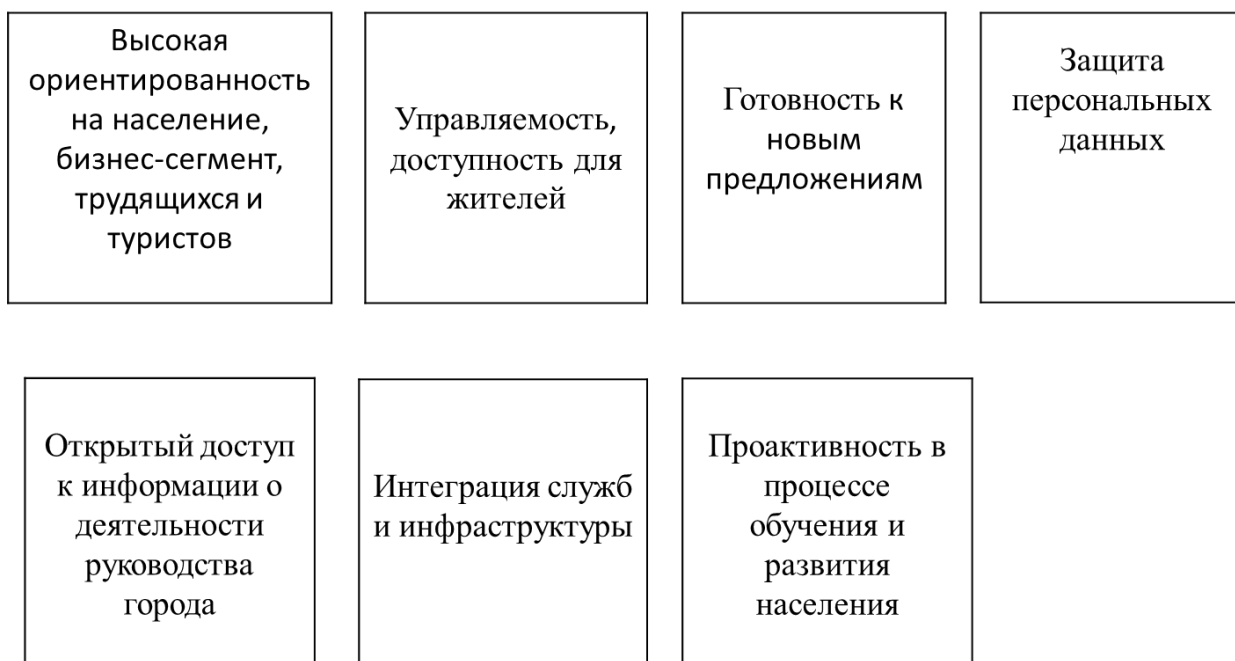 Высокая
ориентированность
на население,
бизнес-сегмент,
трудящихся и
туристов
Управляемость,
доступность для
жителей
Готовность к
новым
предложениям
Защита
персональных
данных
Открытый доступ
к информации о
деятельности
руководства
города
Интеграция служб
и инфраструктуры
Проактивность в
процессе
обучения и
развития
населения